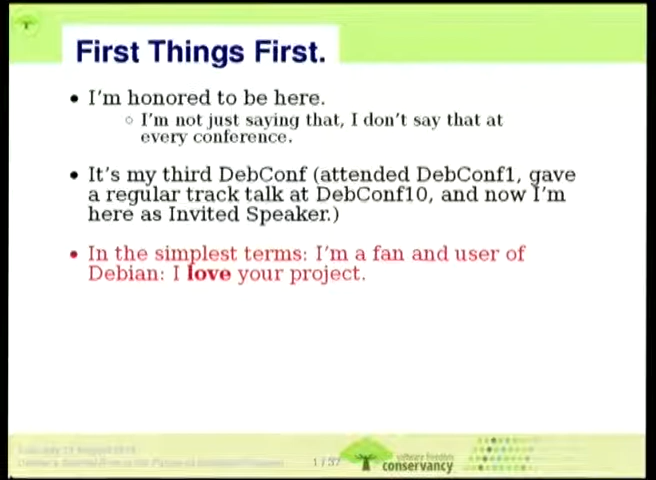 First Things First.
• I'm honored to be here.
○ I'm not just saying that, I don't say that at
every conference.
• It's my third DebConf (attended DebConf1, gave
a regular track talk at DebConf10, and now I'm
here as Invited Speaker.)
• In the simplest terms: I'm a fan and user of
Debian: I love your project.
1 / 37
software freedom
conservancy